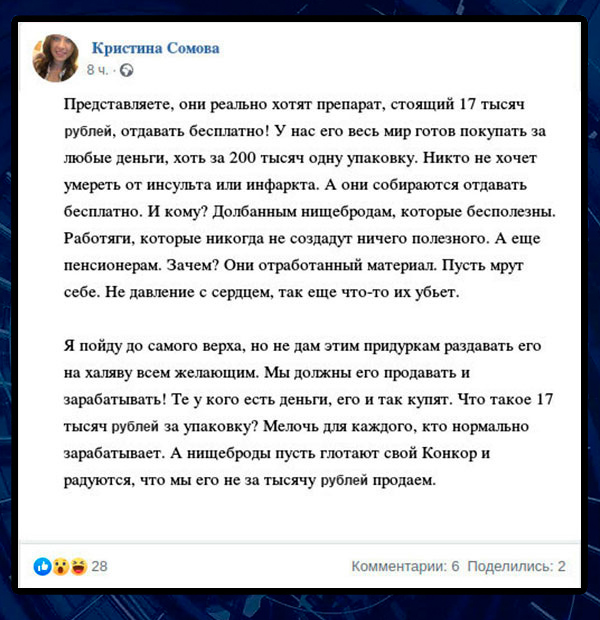 Кристина Сомова
8 ч. ·
Представляете, они реально хотят препарат, стоящий 17 тысяч
рублей, отдавать бесплатно! У нас его весь мир готов покупать за
любые деньги, хоть за 200 тысяч одну упаковку. Никто не хочет
умереть от инсульта или инфаркта. А они собираются отдавать
бесплатно. И кому? Долбанным нищебродам, которые бесполезны.
Работяги, которые никогда не создадут ничего полезного. А еще
пенсионерам. Зачем? Они отработанный материал. Пусть мрут
себе. Не давление с сердцем, так еще что-то их убьет.
Я пойду до самого верха, но не дам этим придуркам раздавать его
на халяву всем желающим. Мы должны его продавать и
зарабатывать! Те у кого есть деньги, его и так купят. Что такое 17
тысяч рублей за упаковку? Мелочь для каждого, кто нормально
зарабатывает. А нищеброды пусть глотают свой Конкор и
радуются, что мы его не за тысячу рублей продаем.
28 Комментарии: 6 Поделились: 2